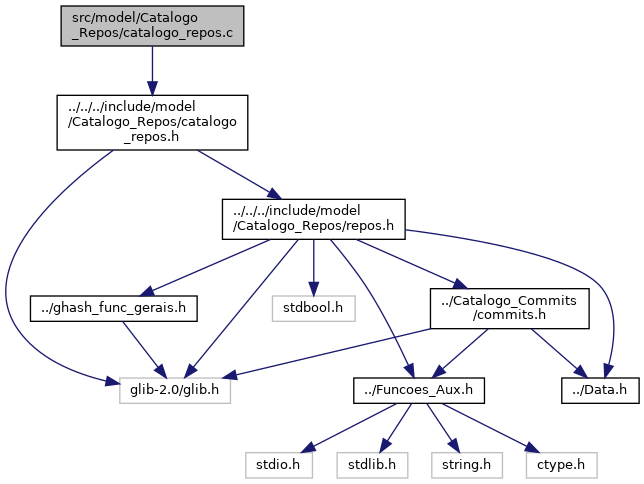 src/model/Catalogo
_Repos/catalogo_repos.c
../../../include/model
/Catalogo_Repos/catalogo
_repos.h
../../../include/model
/Catalogo_Repos/repos.h
../ghash_func_gerais.h
stdbool.h
../Catalogo_Commits
/commits.h
glib-2.0/glib.h
../Funcoes_Aux.h
../Data.h
stdio.h
stdlib.h
string.h
ctype.h